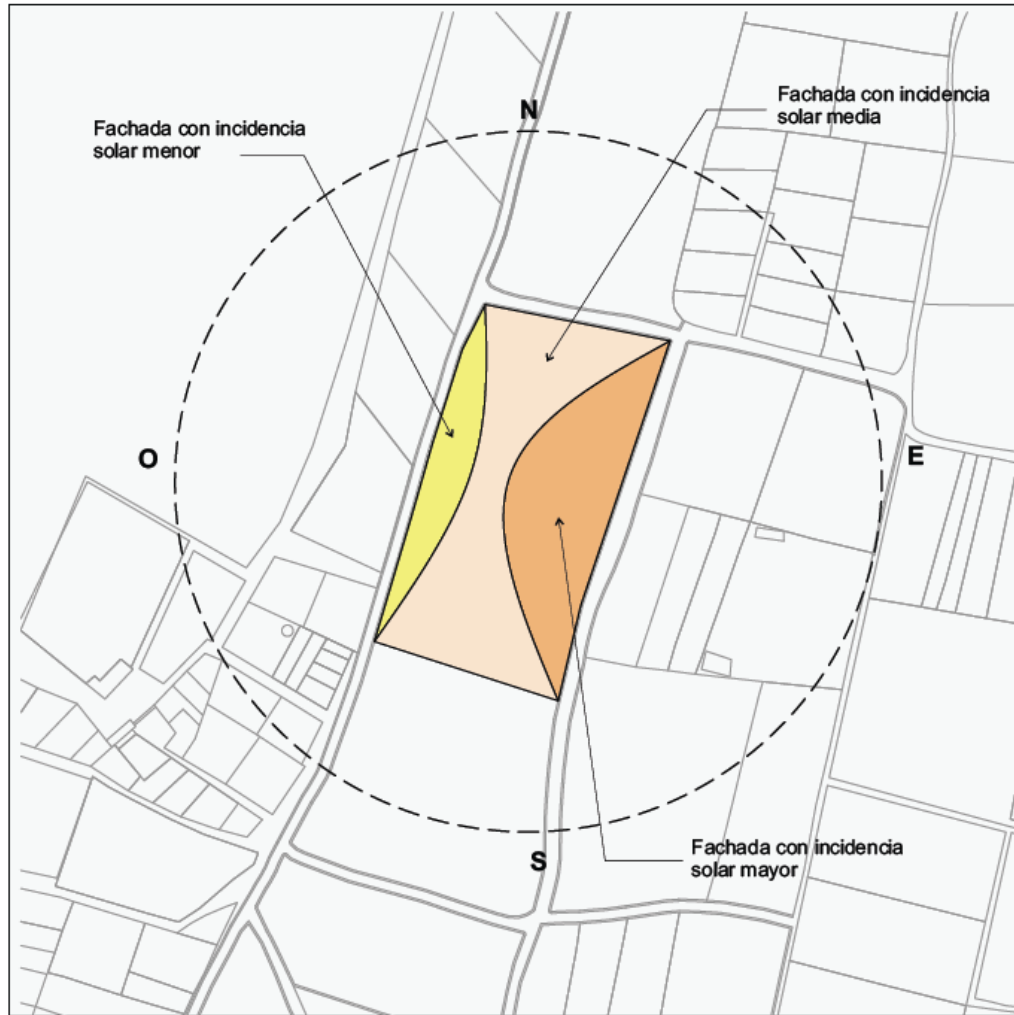 N
Fachada con incidencia
solar media
Fachada con incidencia
solar menor
O
E
S
Fachada con incidencia
solar mayor